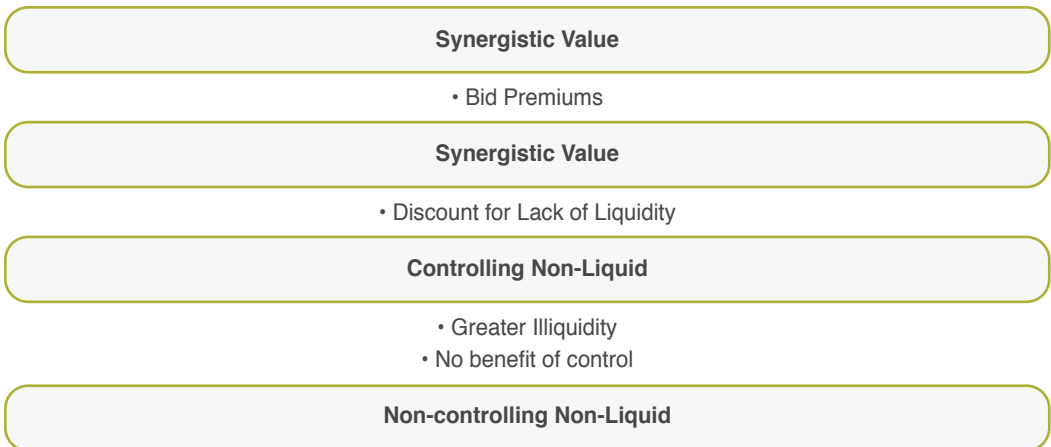 Synergistic Value
• Bid Premiums
Synergistic Value
• Discount for Lack of Liquidity
Controlling Non-Liquid
• Greater Illiquidity
• No benefit of control
Non-controlling Non-Liquid